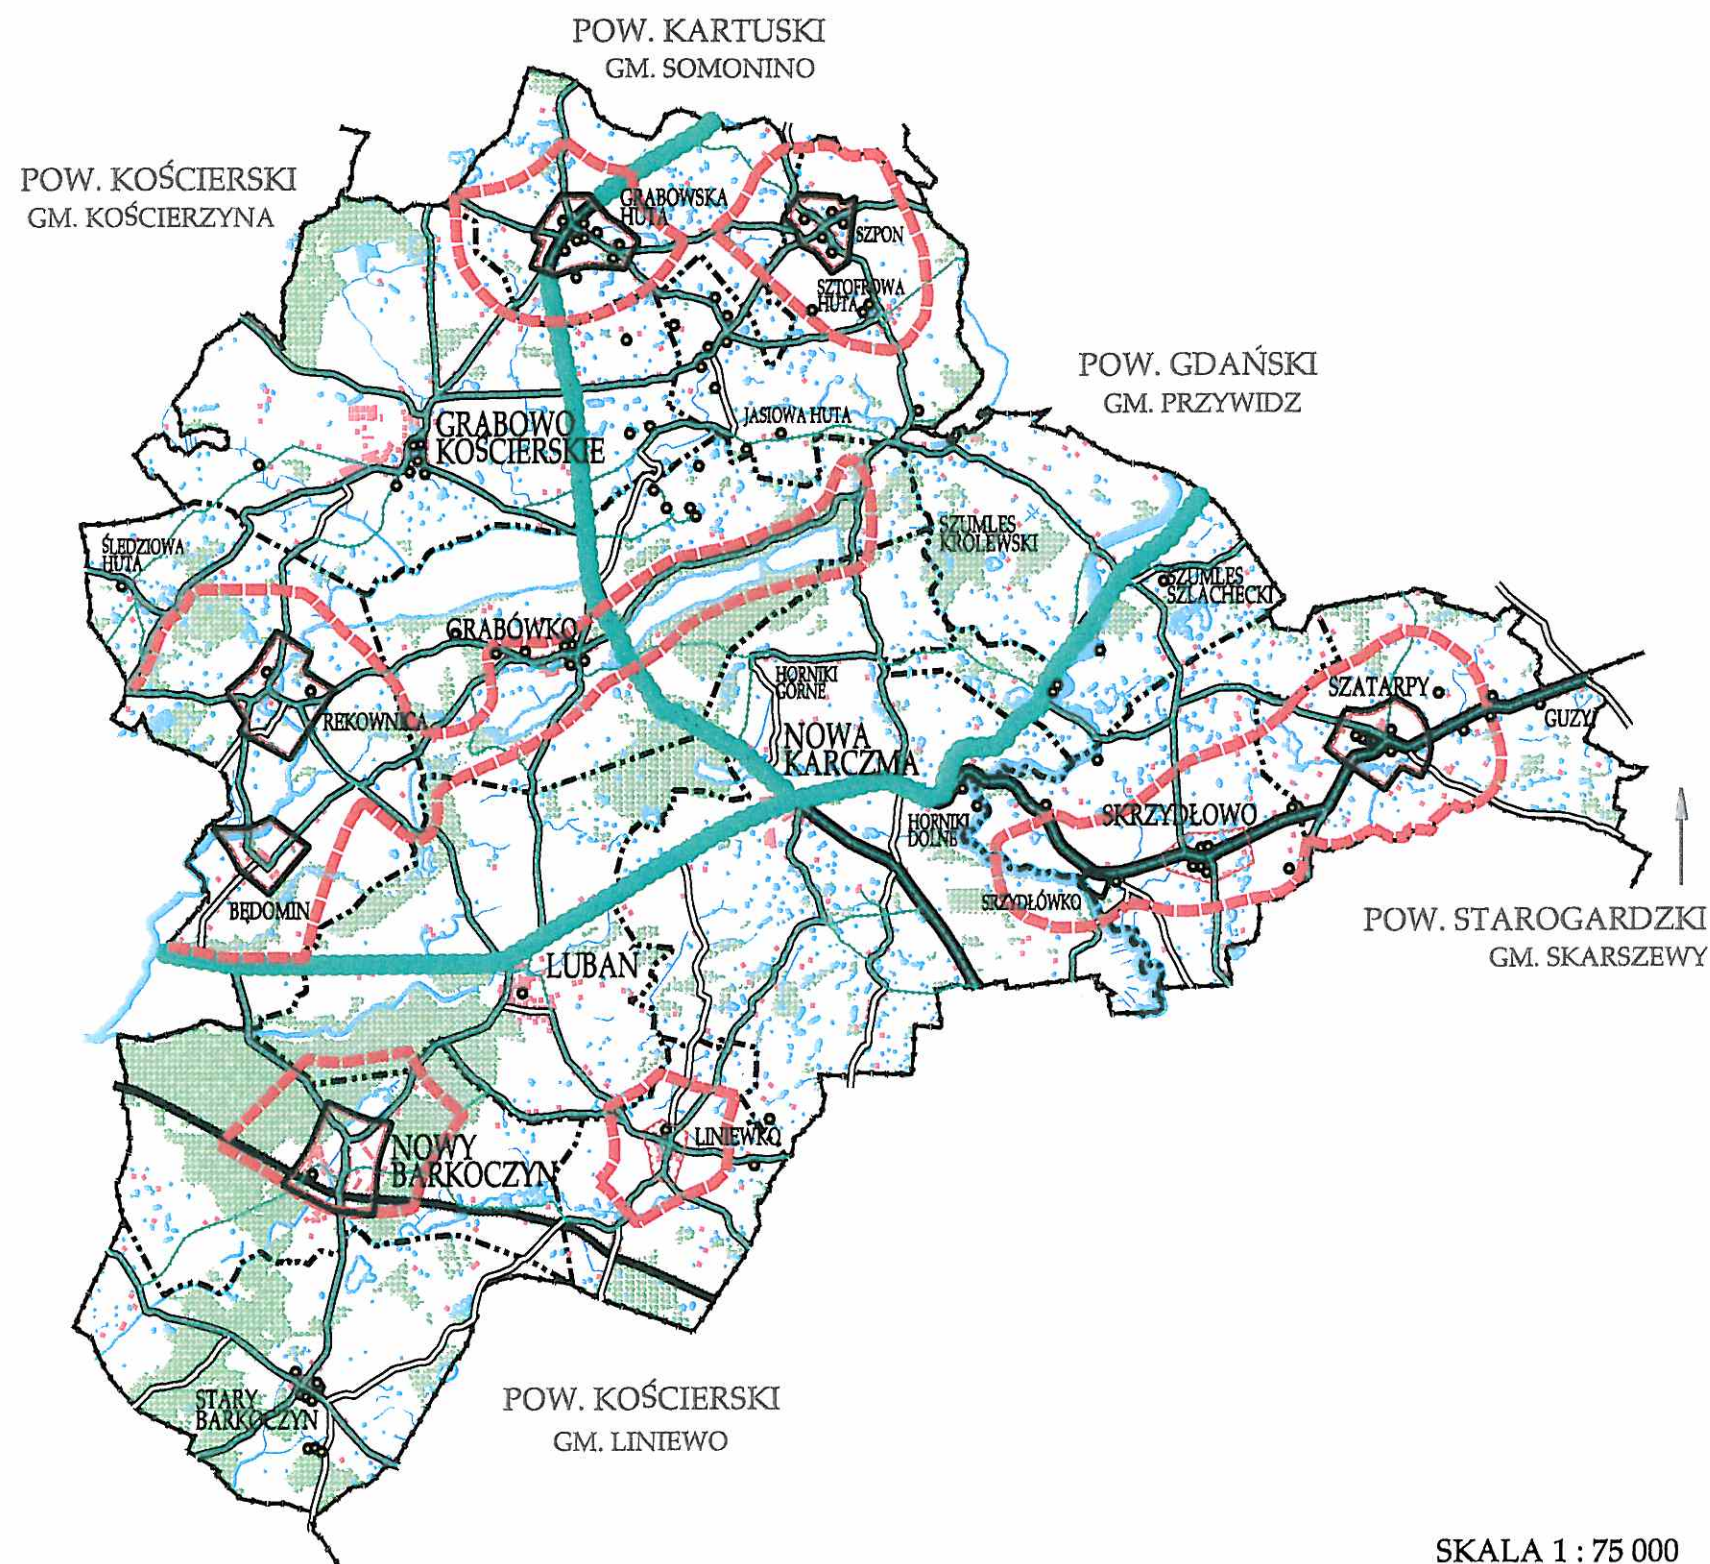 POW. KARTUSKI
GM. SOMONINO
POW. KOŚCIERSKI
GM. KOŚCIERZYNA
GRABOWSKA
HUTA
SZPON
SZTOFROWA
HUTA
POW. GDAŃSKI
GM. PRZYWIDZ
JASIOWA HUTA
GRABOWO
KOŚCIERSKIE
SZUMLES
KRÓLEWSKI
ŚLEDZIOWA
HUTA
SZUMLES
SZLACHECKI
GRABÓWKO
HORNIKI
GÓRNE
SZATARPY
GUZY
REKOWNICA
NOWA
KARCZMA
SKRZYDŁOWO
HORNIKI
DOLNE
SRZYDŁÓWKO
BĘDOMIN
POW. STAROGARDZKI
GM. SKARSZEWY
LUBAŃ
LINIEWKO
NOWY
BARKOCZYN
STARY
BARKOCZYN
POW. KOŚCIERSKI
GM. LINIEWO
SKALA 1 : 75 000